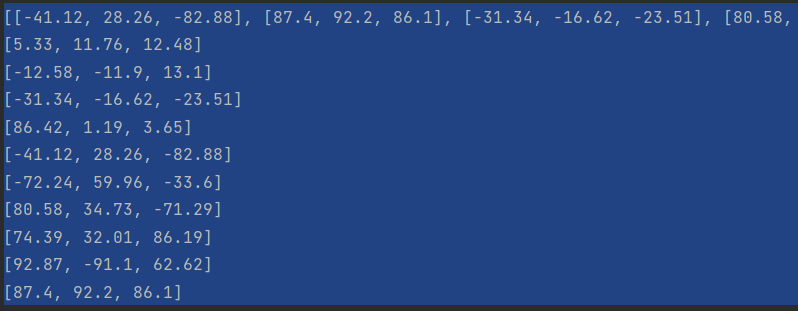 [[-41.12, 28.26, -82.88], [87.4, 92.2, 86.1], [-31.34, -16.62, -23.51], [80.58,
[5.33, 11.76, 12.48]
[-12.58, -11.9, 13.1]
[-31.34, -16.62, -23.51]
[86.42, 1.19, 3.65]
[-41.12, 28.26, -82.88]
[-72.24, 59.96, -33.6]
[80.58, 34.73, -71.29]
[74.39, 32.01, 86.19]
[92.87, -91.1, 62.62]
[87.4, 92.2, 86.1]